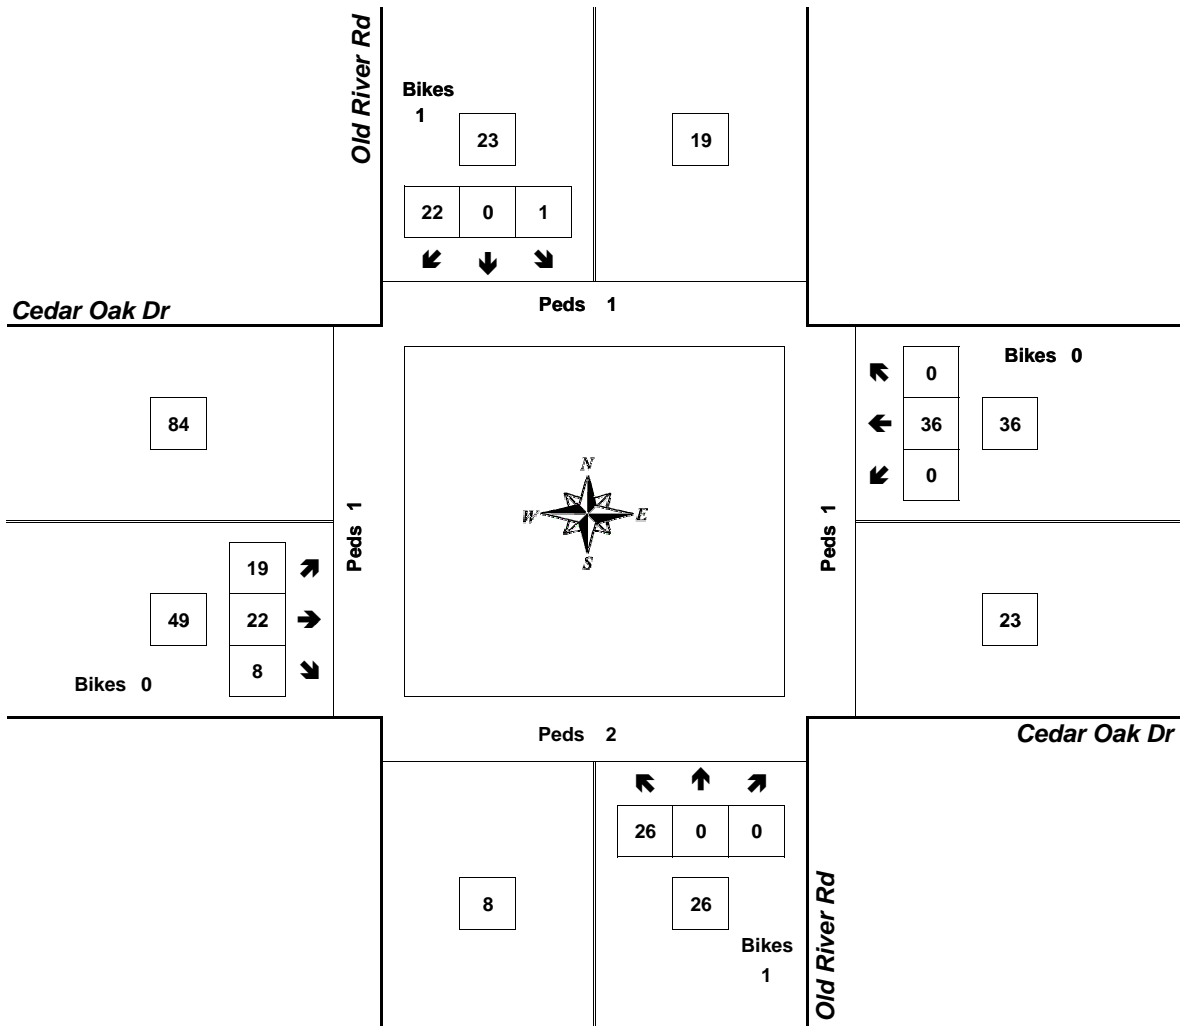 Old River Rd
Bikes
1
23
19
22 0 1
Peds 1
Cedar Oak Dr
Bikes 0
0
36
0
36
84
N
W E
S
Peds 1
Peds 1
19
22
8
49
Bikes 0
23
Peds 2
Cedar Oak Dr
26 0 0
8
26
Bikes
1
Old River Rd